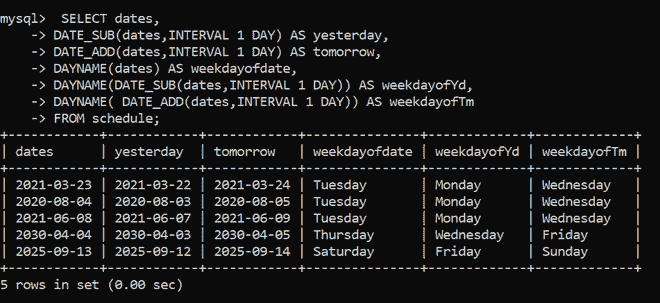 mysql>  SELECT dates,
    -> DATE_SUB(dates,INTERVAL 1 DAY) AS yesterday,
    -> DATE_ADD(dates,INTERVAL 1 DAY) AS tomorrow,
    -> DAYNAME(dates) AS weekdayofdate,
    -> DAYNAME(DATE_SUB(dates,INTERVAL 1 DAY)) AS weekdayofYd,
    -> DAYNAME( DATE_ADD(dates,INTERVAL 1 DAY)) AS weekdayofTm
    -> FROM schedule;
+------------+------------+------------+---------------+-------------+-------------+
| dates      | yesterday  | tomorrow   | weekdayofdate | weekdayofYd | weekdayofTm |
+------------+------------+------------+---------------+-------------+-------------+
| 2021-03-23 | 2021-03-22 | 2021-03-24 | Tuesday       | Monday      | Wednesday   |
| 2020-08-04 | 2020-08-03 | 2020-08-05 | Tuesday       | Monday      | Wednesday   |
| 2021-06-08 | 2021-06-07 | 2021-06-09 | Tuesday       | Monday      | Wednesday   |
| 2030-04-04 | 2030-04-03 | 2030-04-05 | Thursday      | Wednesday   | Friday      |
| 2025-09-13 | 2025-09-12 | 2025-09-14 | Saturday      | Friday      | Sunday      |
+------------+------------+------------+---------------+-------------+-------------+
5 rows in set (0.00 sec)